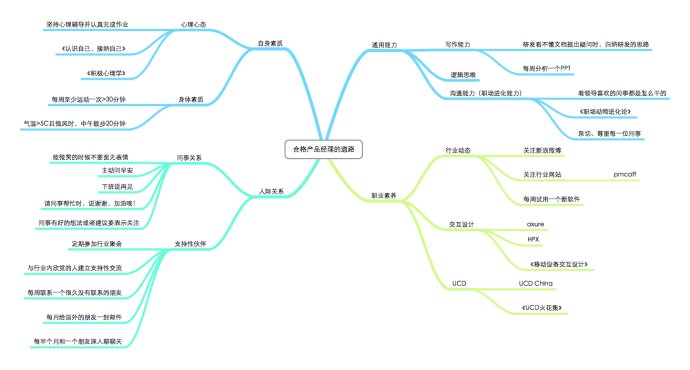 合格产品经理的道路
自身素质
心理心态
坚持心理辅导并认真完成作业
《认识自己，接纳自己》
《积极心理学》
身体素质
每周至少运动一次>30分钟
气温>5C且微风时，中午散步20分钟
人际关系
同事关系
能微笑的时候不要面无表情
主动问早安
下班说再见
请同事帮忙时，说谢谢，加油哦！
同事有好的想法或者建议要表示关注
支持性伙伴
定期参加行业聚会
与行业内欣赏的人建立支持性交流
每周联系一个很久没有联系的朋友
每月给国外的朋友一封邮件
每半个月和一个朋友深入聊聊天
通用能力
写作能力
研发看不懂文档提出疑问时，归纳研发的思路
每周分析一个PPT
逻辑思维
沟通能力（职场进化能力）
看领导喜欢的同事都是怎么干的
《职场动物进化论》
亲切、尊重每一位同事
职业素养
行业动态
关注新浪微博
关注行业网站
pmcaff
每周试用一个新软件
交互设计
axure
HPX
《移动设备交互设计》
UCD
UCD China
《UCD火花集》